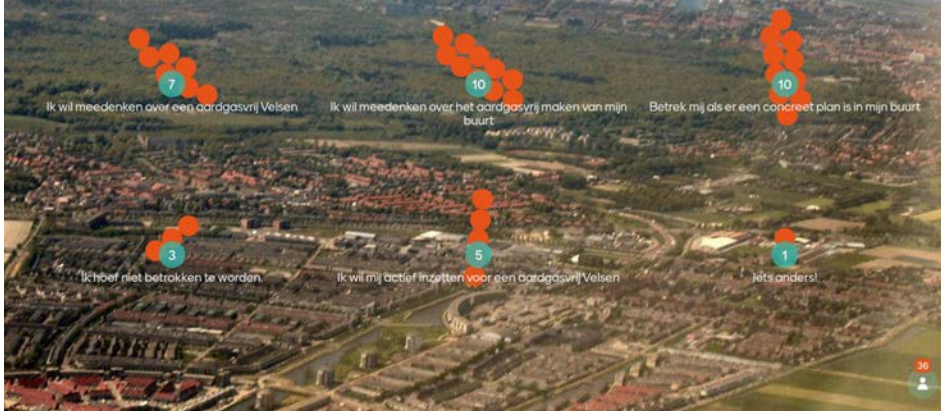 7
Ik wil meedenken over een aardgasvrij Velsen
10
Ik wil meedenken over het aardgasvrij maken van mijn
buurt
10
Betrek mij als er een concreet plan is in mijn buurt
3
Ik hoef niet betrokken te worden.
5
Ik wil mij actief inzetten voor een aardgasvrij Velsen
1
Iets anders!
36